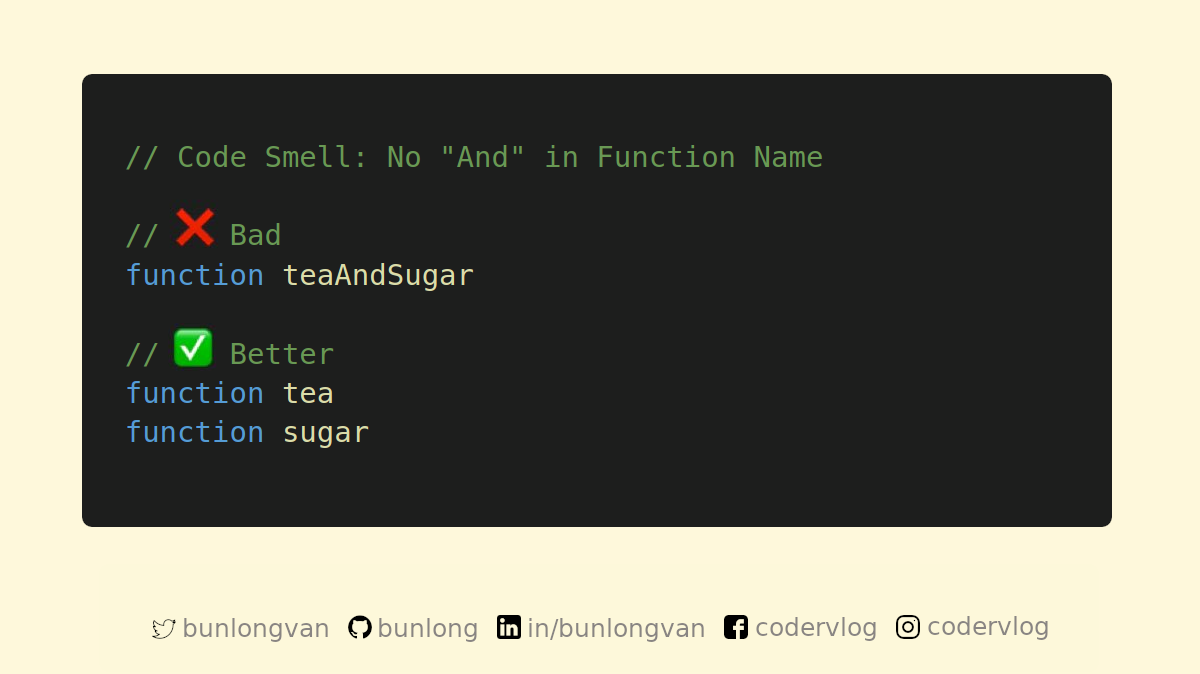 // Code Smell: No "And" in Function Name
// ❌ Bad
function teaAndSugar
// ✅ Better
function tea
function sugar
bunlongvan bunlong in/bunlongvan codervlog codervlog